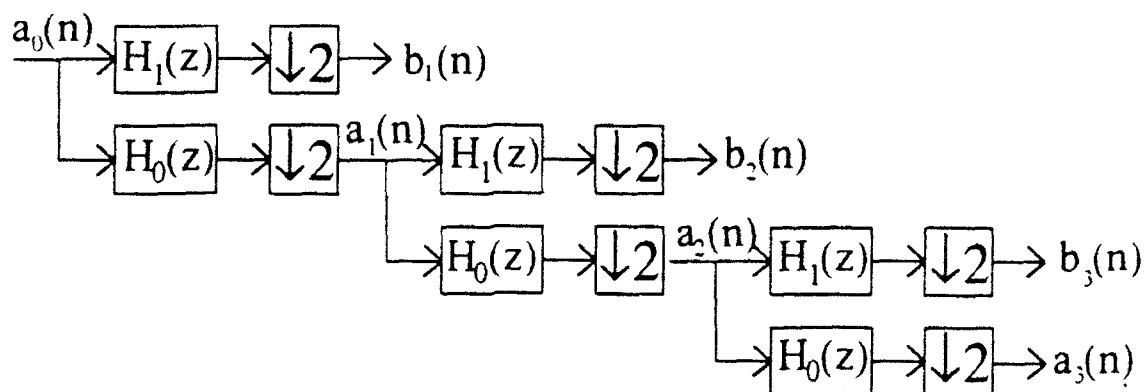 a₀(n) H₁(z) ↓2 b₁(n)
H₀(z) ↓2 a₁(n) H₁(z) ↓2 b₂(n)
H₀(z) ↓2 a₂(n) H₁(z) ↓2 b₃(n)
H₀(z) ↓2 a₃(n)